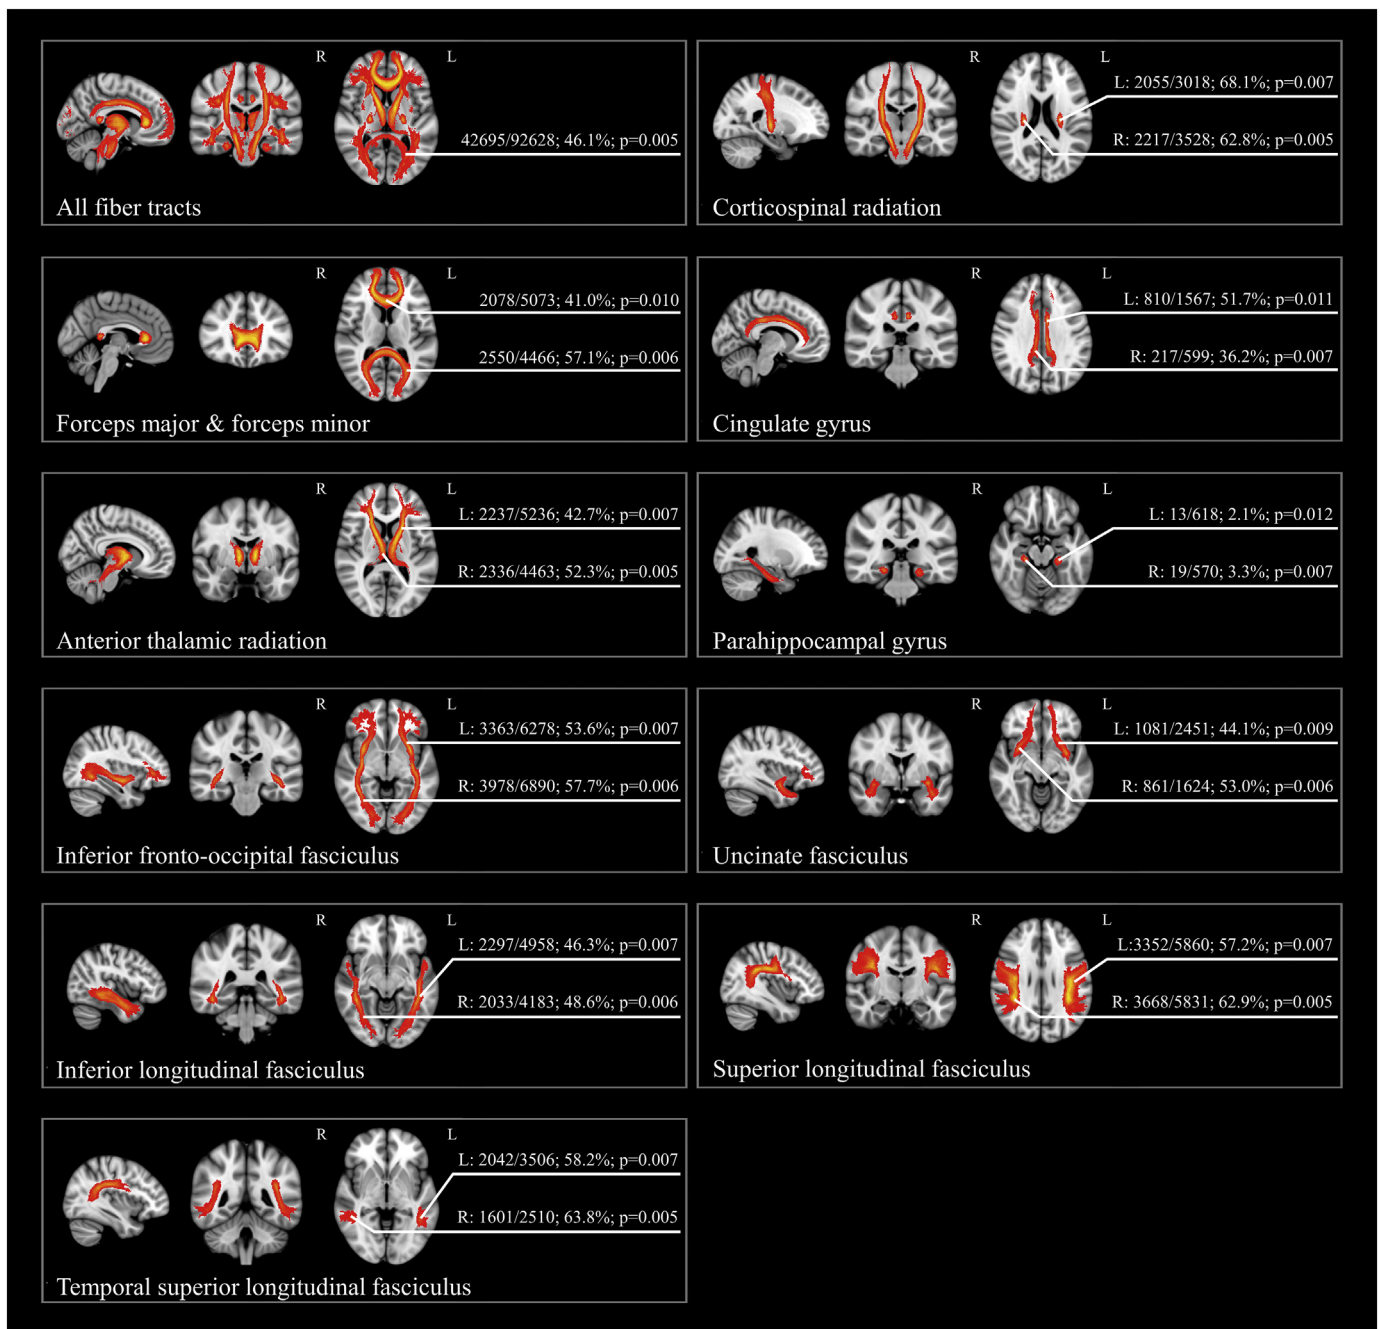 R L
42695/92628; 46.1%; p=0.005
All fiber tracts
R L
L: 2055/3018; 68.1%; p=0.007
R: 2217/3528; 62.8%; p=0.005
Corticospinal radiation
R L
2078/5073; 41.0%; p=0.010
2550/4466; 57.1%; p=0.006
Forceps major & forceps minor
R L
L: 810/1567; 51.7%; p=0.011
R: 217/599; 36.2%; p=0.007
Cingulate gyrus
R L
L: 2237/5236; 42.7%; p=0.007
R: 2336/4463; 52.3%; p=0.005
Anterior thalamic radiation
R L
L: 13/618; 2.1%; p=0.012
R: 19/570; 3.3%; p=0.007
Parahippocampal gyrus
R L
L: 3363/6278; 53.6%; p=0.007
R: 3978/6890; 57.7%; p=0.006
Inferior fronto-occipital fasciculus
R L
L: 1081/2451; 44.1%; p=0.009
R: 861/1624; 53.0%; p=0.006
Uncinate fasciculus
R L
L: 2297/4958; 46.3%; p=0.007
R: 2033/4183; 48.6%; p=0.006
Inferior longitudinal fasciculus
R L
L:3352/5860; 57.2%; p=0.007
R: 3668/5831; 62.9%; p=0.005
Superior longitudinal fasciculus
R L
L: 2042/3506; 58.2%; p=0.007
R: 1601/2510; 63.8%; p=0.005
Temporal superior longitudinal fasciculus